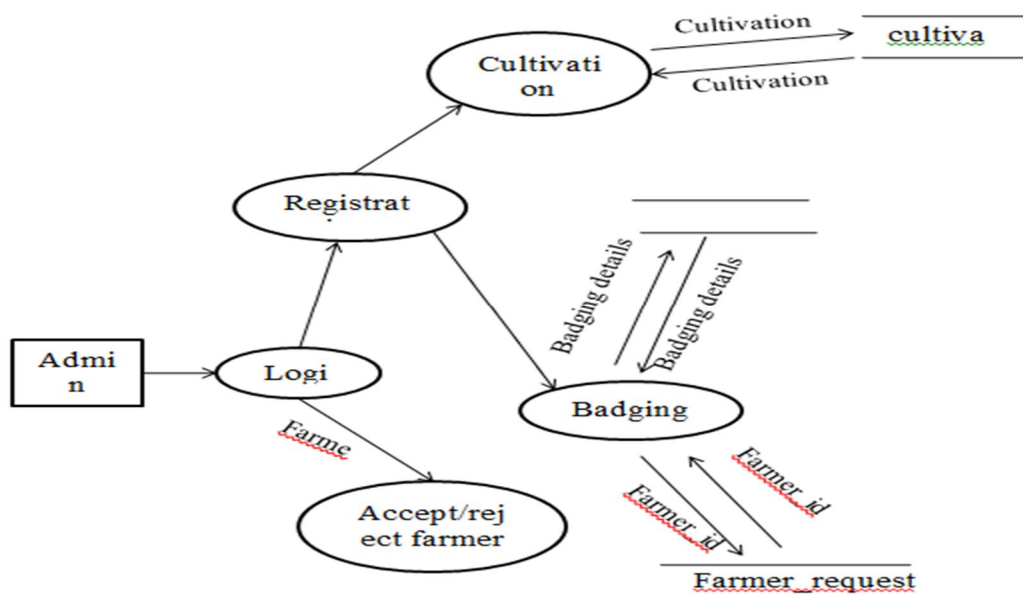 Cultivation
cultiva
Cultivati
on
Cultivation
Registrat
Badging details
Badging details
Admi
n
Logi
Badging
Farme
Farmer_id
Farmer_id
Accept/rej
ect farmer
Farmer_request